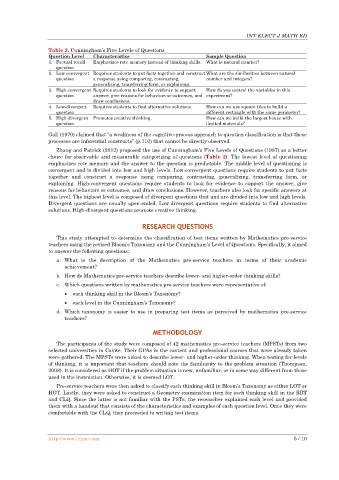 INT ELECT J MATH ED
Table 2. Cunningham's Five Levels of Questions
Question Level Characteristics Sample Question
1. Factual recall question Emphasizes rote memory instead of thinking skills What is natural number?
2. Low convergent question Requires students to put facts together and construct a response using comparing, contrasting, generalizing, transferring form, or explaining. What are the similarities between natural number and integers?
3. High convergent question Requires students to look for evidence to support answer, give reasons for behaviors or outcomes, and draw conclusions How do you control the variables in this experiment?
4. Low-divergent question Requires students to find alternative solutions. How can we use square tiles to build a different rectangle with the same perimeter?
5. High divergent question Promotes creative thinking. How can we build the largest house with limited materials?
Gall (1970) claimed that "a weakness of the cognitive-process approach to question classification is that these
processes are inferential constructs" (p.710) that cannot be directly observed.
Zhang and Patrick (2012) proposed the use of Cunningham's Five Levels of Questions (1987) as a better
choice for observable and measurable categorizing of questions (Table 2). The lowest level of questioning
emphasizes rote memory and the answer to the question is predictable. The middle level of questioning is
convergent and is divided into low and high levels. Low-convergent questions require students to put facts
together and construct a response using comparing, contrasting, generalizing, transferring form, or
explaining. High-convergent questions require students to look for evidence to support the answer, give
reasons for behaviors or outcomes, and draw conclusions. However, teachers also look for specific answers at
this level. The highest level is composed of divergent questions that and are divided into low and high levels.
Divergent questions are usually open-ended. Low-divergent questions require students to find alternative
solutions. High-divergent questions promote creative thinking.
RESEARCH QUESTIONS
This study attempted to determine the classification of test items written by Mathematics pre-service
teachers using the revised Bloom's Taxonomy and the Cunningham's Level of Questions. Specifically, it aimed
to answer the following questions:
a. What is the description of the Mathematics pre-service teachers in terms of their academic
achievement?
b. How do Mathematics pre-service teachers describe lower- and higher-order thinking skills?
c. Which questions written by mathematics pre-service teachers were representative of:
• each thinking skill in the Bloom's Taxonomy?
• each level in the Cunningham's Taxonomy?
d. Which taxonomy is easier to use in preparing test items as perceived by mathematics pre-service
teachers?
METHODOLOGY
The participants of the study were composed of 42 mathematics pre-service teachers (MPSTs) from two
selected universities in Cavite. Their GPAs in the content and professional courses that were already taken
were gathered. The MPSTs were asked to describe lower- and higher-order thinking. When testing for levels
of thinking, it is important that teachers should note the familiarity to the problem situation (Thompson,
2008). It is considered as HOT if the problem situation is new, unfamiliar, or in some way different from those
used in the instruction. Otherwise, it is deemed LOT.
Pre-service teachers were then asked to classify each thinking skill in Bloom's Taxonomy as either LOT or
HOT. Lastly, they were asked to construct a Geometry examination item for each thinking skill in the RBT
and CLQ. Since the latter is not familiar with the PSTs, the researcher explained each level and provided
them with a handout that consists of the characteristics and examples of each question level. Once they were
comfortable with the CLQ, they proceeded to writing test items.
http://www.iejme.com 5 / 10